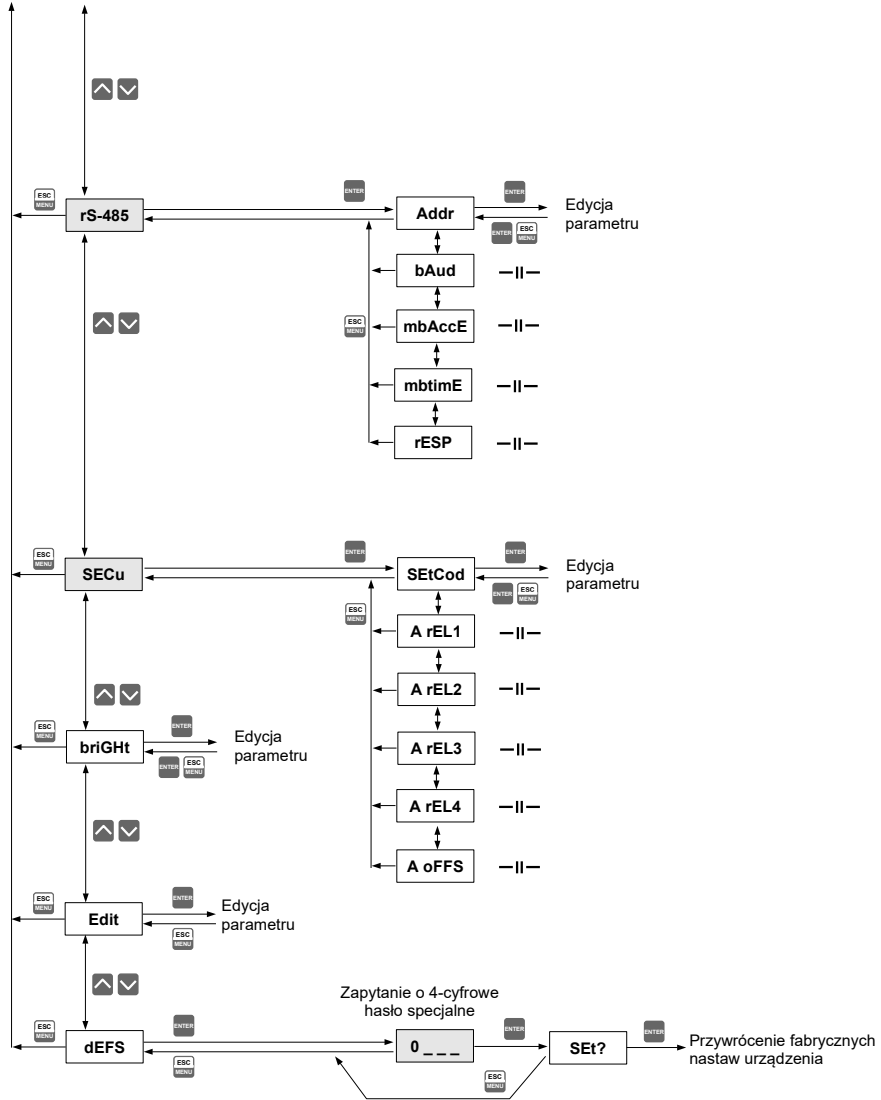 ESC
MENU
rS-485
ENTER
Addr
ENTER
ENTER
ESC
MENU
Edycja
parametru
bAud
—II—
ESC
MENU
mbAccE
—II—
mbtimE
—II—
rESP
—II—
ESC
MENU
SECu
ENTER
SEtCod
ENTER
ENTER
ESC
MENU
Edycja
parametru
ESC
MENU
A rEL1
—II—
A rEL2
—II—
A rEL3
—II—
A rEL4
—II—
A oFFS
—II—
ESC
MENU
briGHt
ENTER
ENTER
ESC
MENU
Edycja
parametru
ESC
MENU
Edit
ENTER
ESC
MENU
Edycja
parametru
ESC
MENU
dEFS
ENTER
ESC
MENU
Zapytanie o 4-cyfrowe
hasło specjalne
0 _ _ _
ENTER
SEt?
ENTER
ESC
MENU
Przywrócenie fabrycznych
nastaw urządzenia